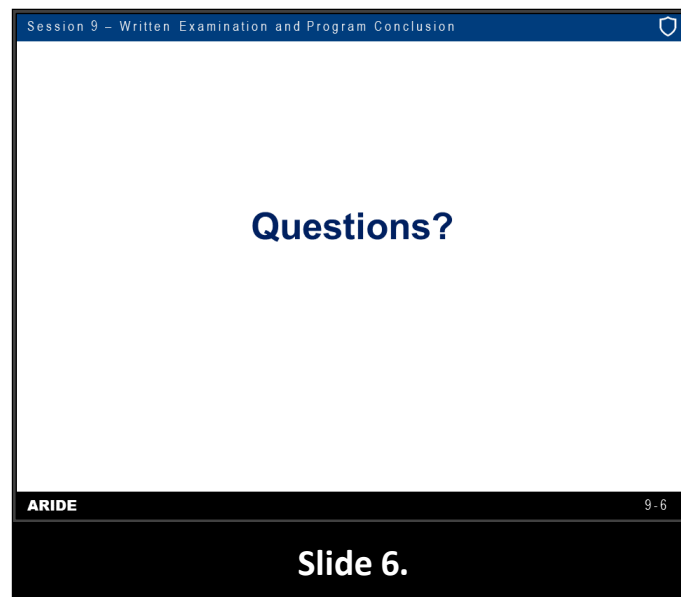 Session 9 – Written Examination and Program Conclusion
Questions?
ARIDE
9-6
Slide 6.